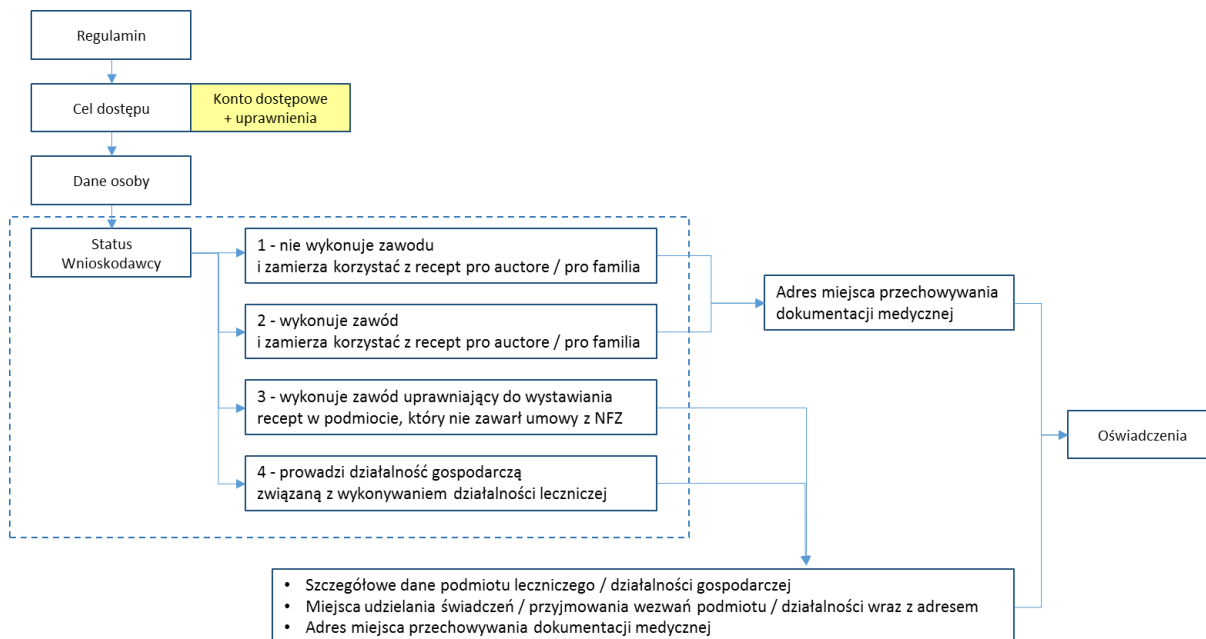 Regulamin
Cel dostępu
Konto dostępowe
+ uprawnienia
Dane osoby
Status
Wnioskodawcy
1 - nie wykonuje zawodu
i zamierza korzystać z recept pro auctore / pro familia
2 - wykonuje zawód
i zamierza korzystać z recept pro auctore / pro familia
3 - wykonuje zawód uprawniający do wystawiania
recept w podmiocie, który nie zawarł umowy z NFZ
4 - prowadzi działalność gospodarczą
związaną z wykonywaniem działalności leczniczej
Adres miejsca przechowywania
dokumentacji medycznej
Oświadczenia
• Szczegółowe dane podmiotu leczniczego / działalności gospodarczej
• Miejsca udzielania świadczeń / przyjmowania wezwań podmiotu / działalności wraz z adresem
• Adres miejsca przechowywania dokumentacji medycznej